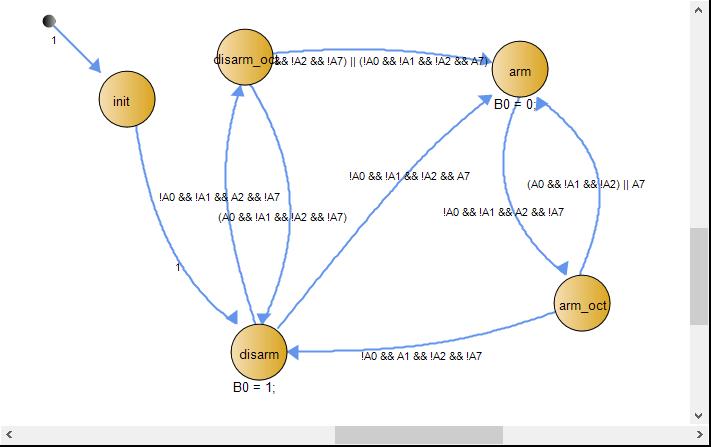 1
init
disarm_oct
&& !A2 && !A7) || (!A0 && !A1 && !A2 && A7)
arm
B0 = 0;
!A0 && !A1 && !A2 && A7
(A0 && !A1 && !A2) || A7
!A0 && !A1 && A2 && !A7
!A0 && !A1 && A2 && !A7
(A0 && !A1 && !A2 && !A7)
1
arm_oct
disarm
!A0 && A1 && !A2 && !A7
B0 = 1;